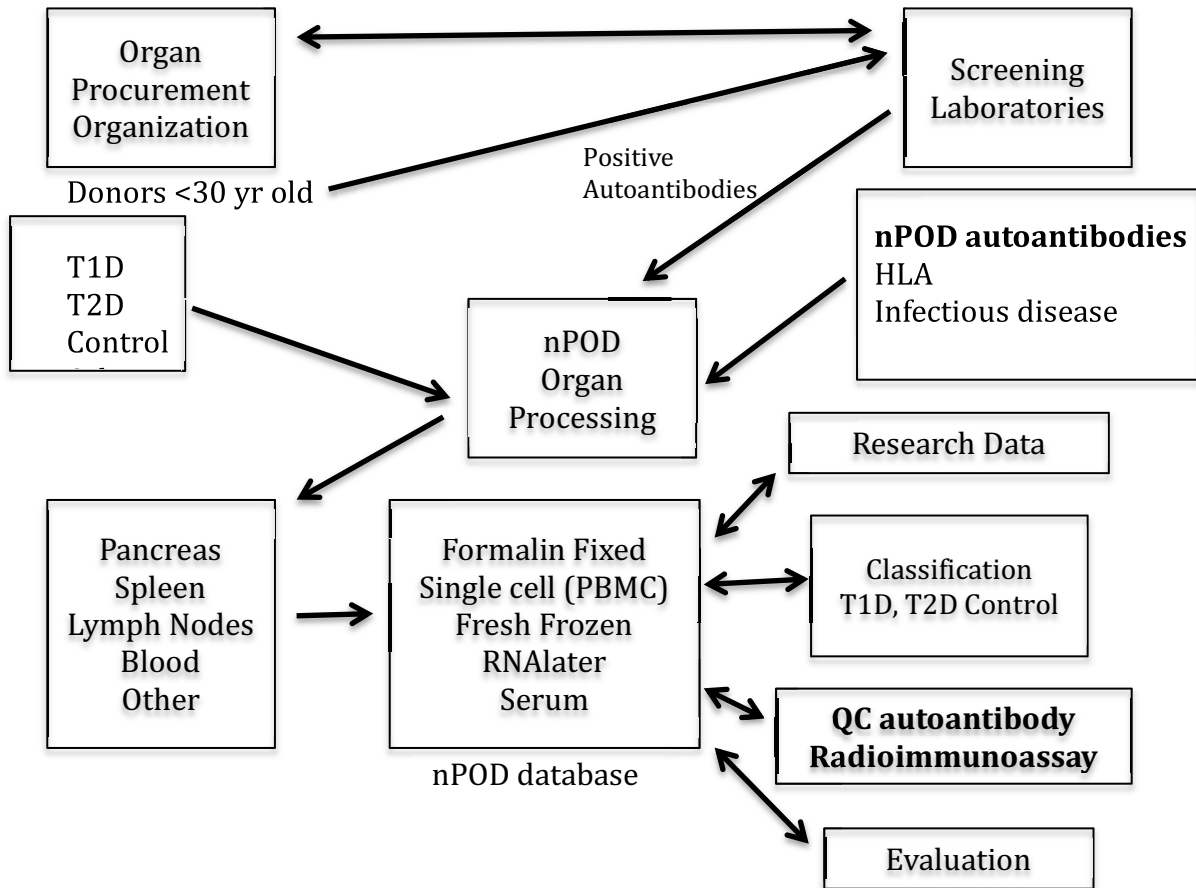 Organ
Procurement
Organization
Screening
Laboratories
Donors <30 yr old
Positive
Autoantibodies
T1D
T2D
Control
nPOD autoantibodies
HLA
Infectious disease
nPOD
Organ
Processing
Research Data
Pancreas
Spleen
Lymph Nodes
Blood
Other
Formalin Fixed
Single cell (PBMC)
Fresh Frozen
RNAlater
Serum
nPOD database
Classification
T1D, T2D Control
QC autoantibody
Radioimmunoassay
Evaluation